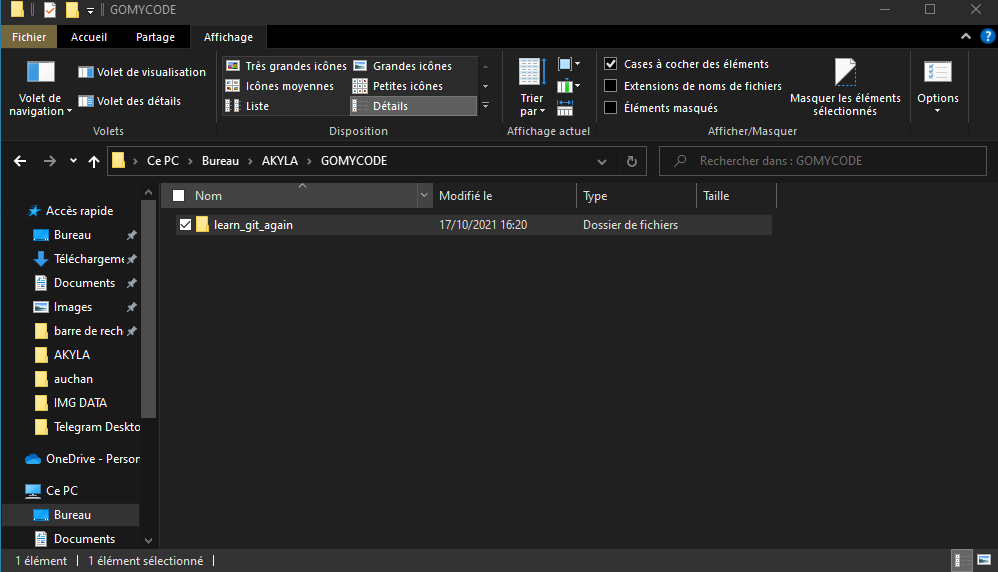 GOMYCODE
Fichier Accueil Partage Affichage
Volet de navigation
Volet de visualisation
Volet des détails
Volets
Très grandes icônes Grandes icônes
Icônes moyennes Petites icônes
Liste Détails
Disposition
Trier par
Affichage actuel
Cases à cocher des éléments
Extensions de noms de fichiers
Éléments masqués
Masquer les éléments sélectionnés
Afficher/Masquer
Options
Ce PC > Bureau > AKYLA > GOMYCODE
Rechercher dans : GOMYCODE
Nom Modifié le Type Taille
learn_git_again 17/10/2021 16:20 Dossier de fichiers
Accès rapide
Bureau
Téléchargeme
Documents
Images
barre de rech
AKYLA
auchan
IMG DATA
Telegram Deskto
OneDrive - Person
Ce PC
Bureau
Documents
1 élément 1 élément sélectionné